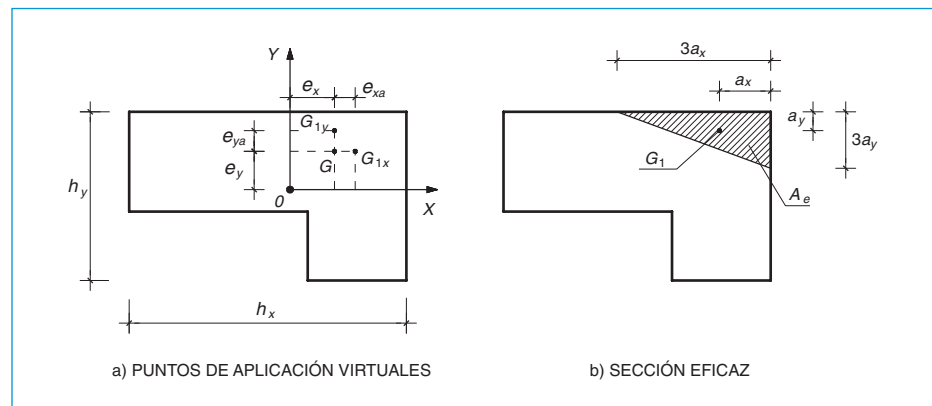 Y
e_x
e_xa
G_1y
e_ya
G
G_1x
e_y
h_y
0
X
h_x
a) PUNTOS DE APLICACIÓN VIRTUALES
3a_x
a_x
a_y
3a_y
G_1
A_e
b) SECCIÓN EFICAZ